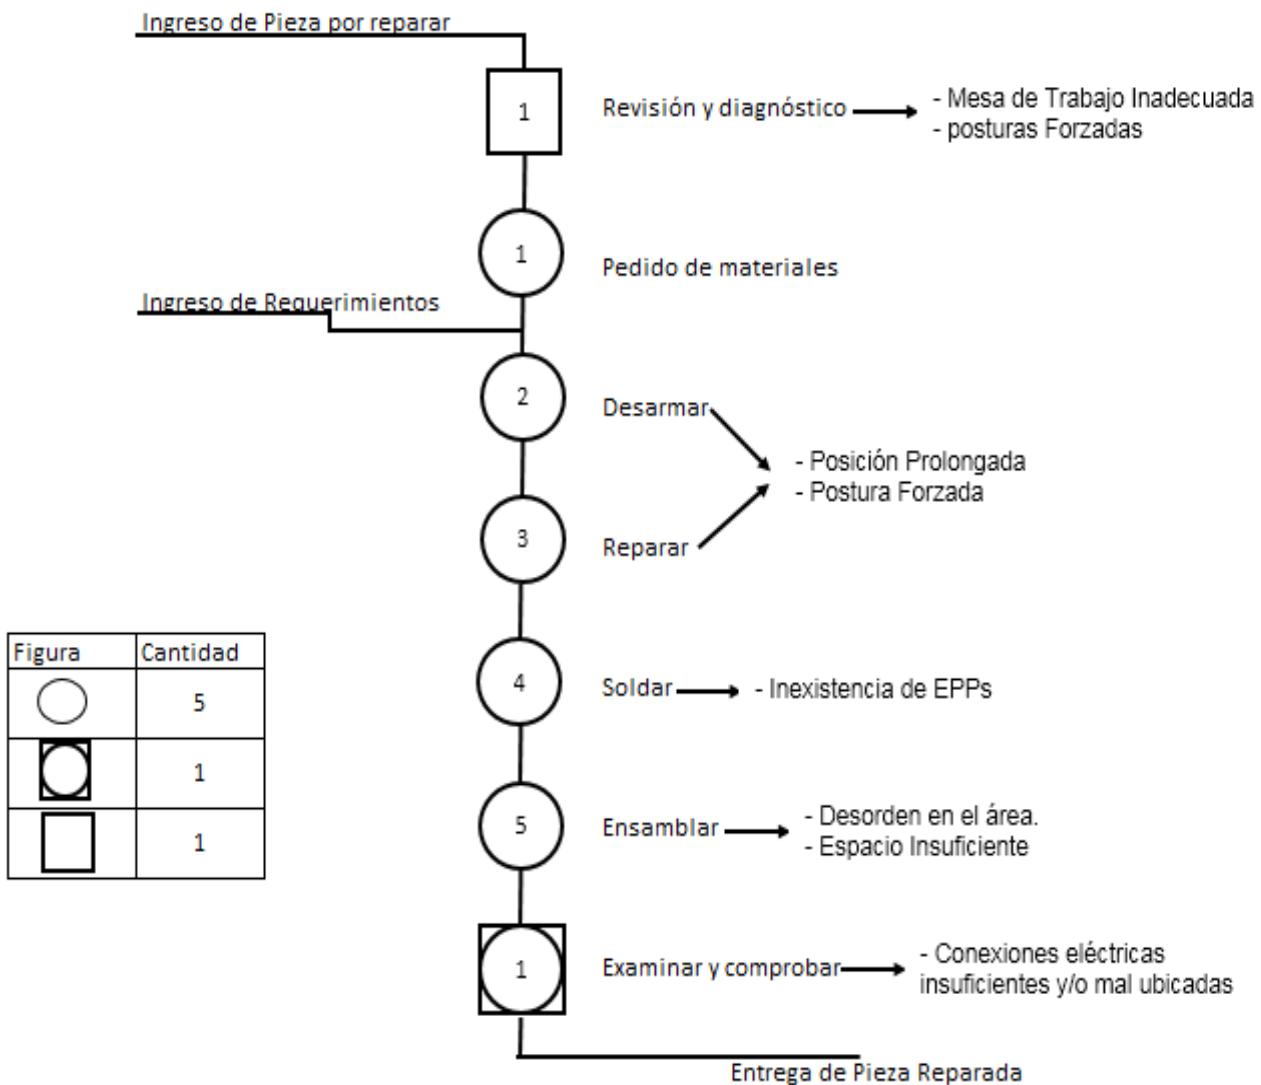 Ingreso de Pieza por reparar
1
Revisión y diagnóstico
- Mesa de Trabajo Inadecuada
- posturas Forzadas
1
Pedido de materiales
Ingreso de Requerimientos
2
Desarmar
- Posición Prolongada
- Postura Forzada
3
Reparar
Figura Cantidad
5
1
1
4
Soldar
- Inexistencia de EPPs
5
Ensamblar
- Desorden en el área.
- Espacio Insuficiente
1
Examinar y comprobar
- Conexiones eléctricas
insuficientes y/o mal ubicadas
Entrega de Pieza Reparada